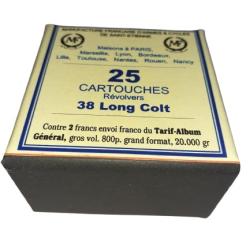 MANUFACTURE FRANÇAISE D'ARMES & CYCLES
DE SAINT-ETIENNE
MF
MF
Maisons à PARIS,
Marseille, Lyon, Bordeaux,
Lille, Toulouse, Nantes, Rouen, Nancy
25
CARTOUCHES
Révolvers
38 Long Colt
Contre 2 francs envoi franco du Tarif-Album
Général, gros vol. 800p. grand format, 20.000 gr